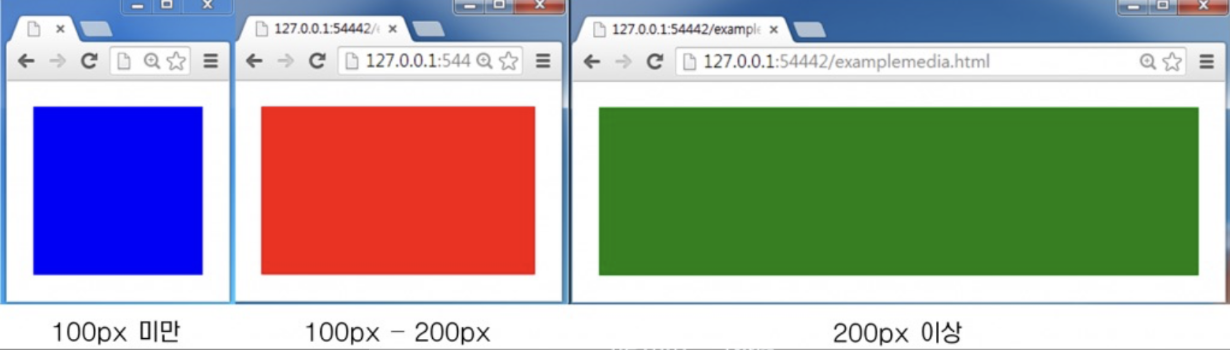 127.0.0.1:54442/
127.0.0.1:54442/example
127.0.0.1:544
127.0.0.1:54442/examplemedia.html
100px 미만
100px - 200px
200px 이상